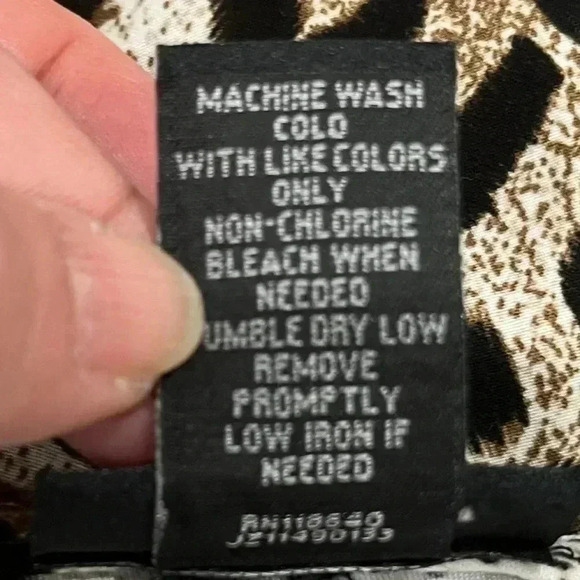 MACHINE WASH
COLD
WITH LIKE COLORS
ONLY
NON-CHLORINE
BLEACH WHEN
NEEDED
UMBLE DRY LOW
REMOVE
PROMPTLY
LOW IRON IF
NEEDED
RN118640